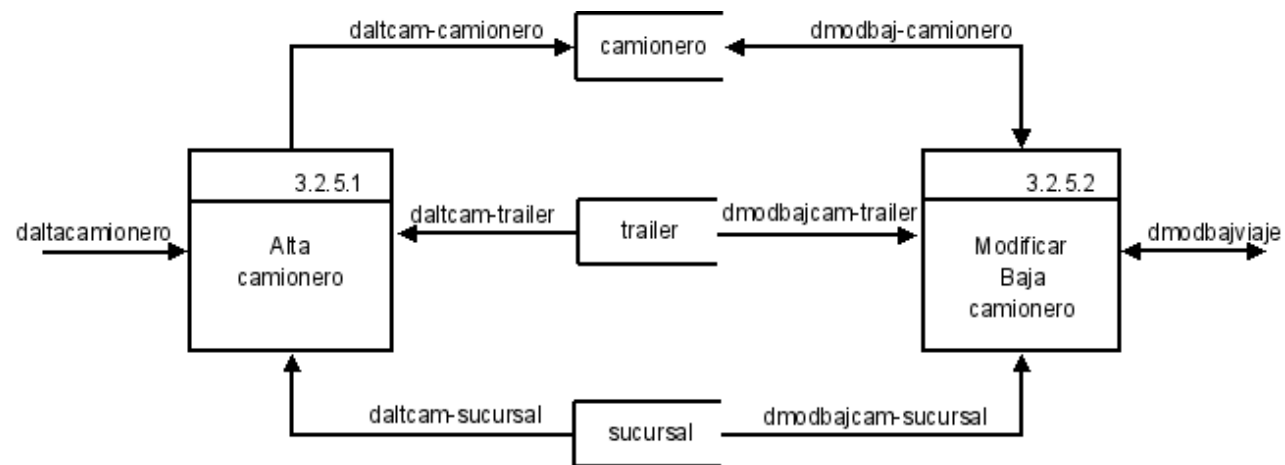 daltcam-camionero
camionero
dmodbaj-camionero
3.2.5.1
3.2.5.2
daltacamionero
Alta
camionero
daltcam-trailer
trailer
dmodbajcam-trailer
Modificar
Baja
camionero
dmodbajviaje
daltcam-sucursal
sucursal
dmodbajcam-sucursal